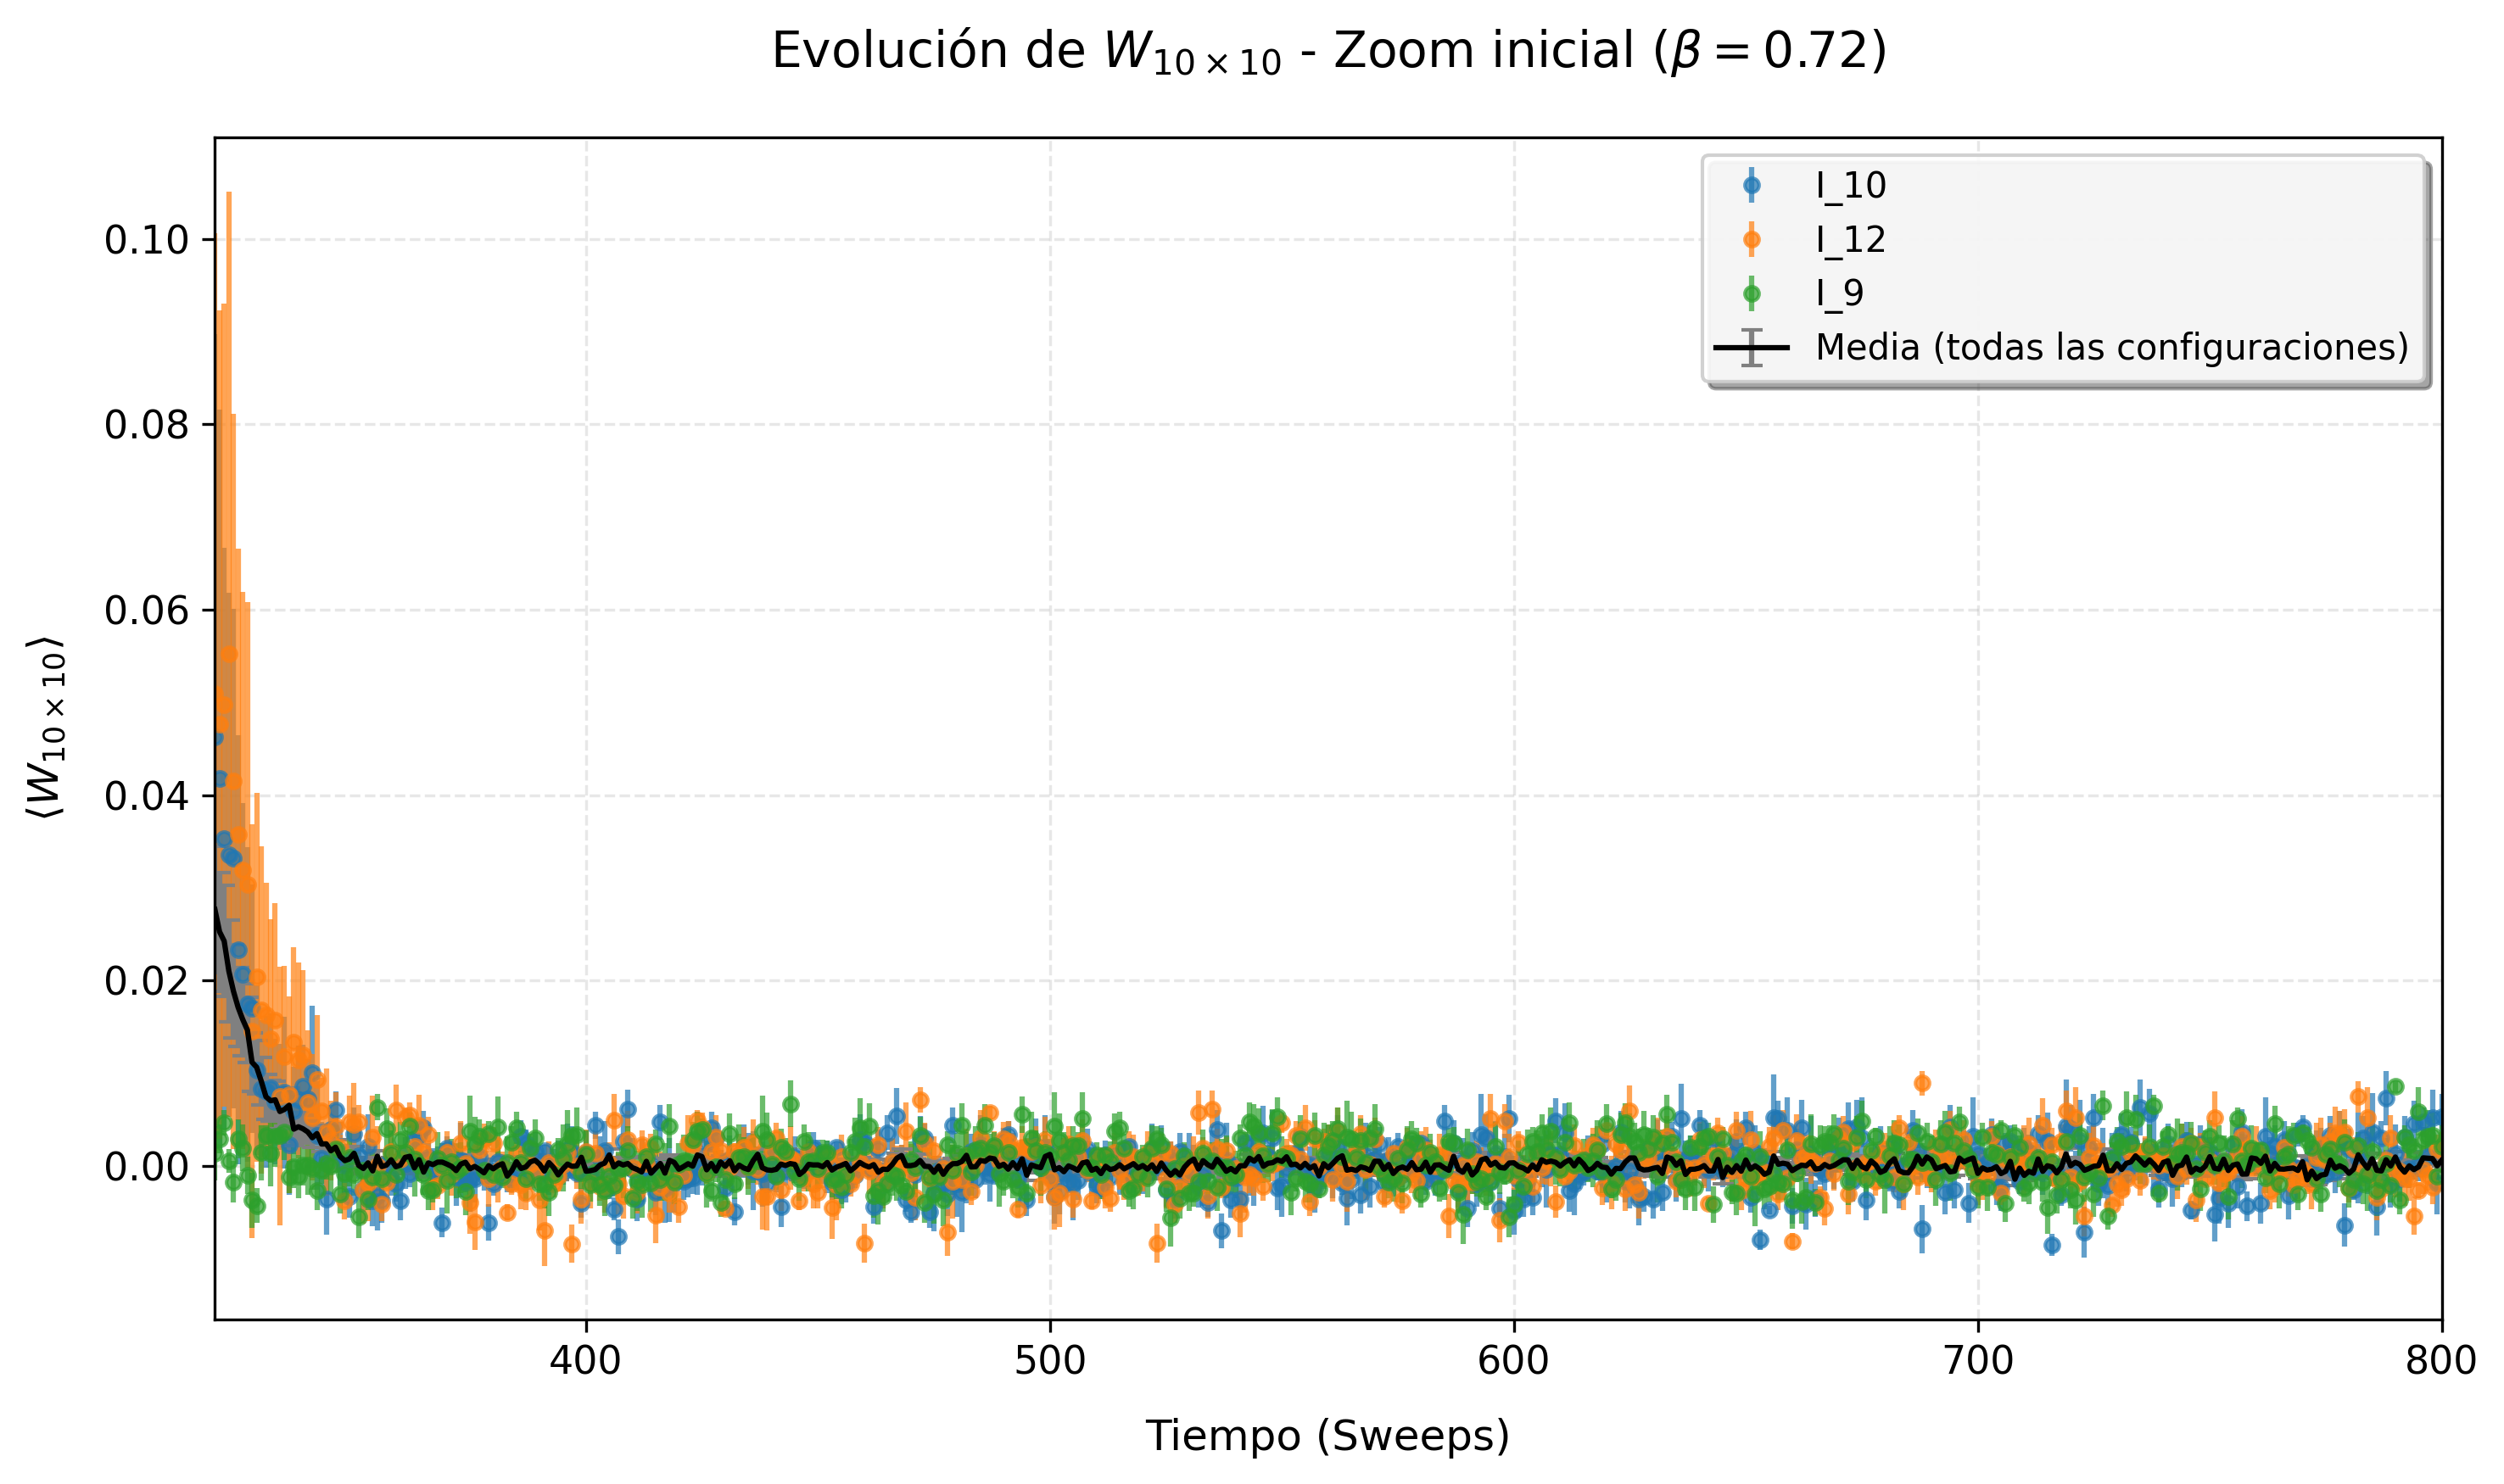 Evolución de W10×10 - Zoom inicial (β = 0.72)
I_10
I_12
I_9
Media (todas las configuraciones)
0.10
0.08
0.06
0.04
0.02
0.00
⟨W10×10⟩
400 500 600 700 800
Tiempo (Sweeps)